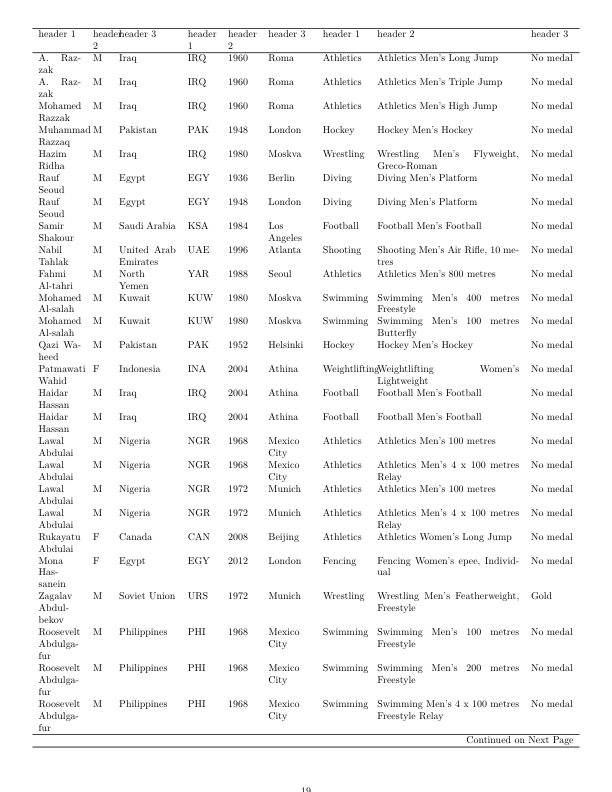 header 1 header 2 header 3 header 1 header 2 header 3 header 1 header 2 header 3
A. Razzak M Iraq IRQ 1960 Roma Athletics Athletics Men's Long Jump No medal
A. Razzak M Iraq IRQ 1960 Roma Athletics Athletics Men's Triple Jump No medal
Mohamed Razzak M Iraq IRQ 1960 Roma Athletics Athletics Men's High Jump No medal
Muhammad Razzaq M Pakistan PAK 1948 London Hockey Hockey Men's Hockey No medal
Hazim Ridha M Iraq IRQ 1980 Moskva Wrestling Wrestling Men's Flyweight, Greco-Roman No medal
Rauf Seoud M Egypt EGY 1936 Berlin Diving Diving Men's Platform No medal
Rauf Seoud M Egypt EGY 1948 London Diving Diving Men's Platform No medal
Samir Shakour M Saudi Arabia KSA 1984 Los Angeles Football Football Men's Football No medal
Nabil Tahlak M United Arab Emirates UAE 1996 Atlanta Shooting Shooting Men's Air Rifle, 10 metres No medal
Fahmi Al-tahri M North Yemen YAR 1988 Seoul Athletics Athletics Men's 800 metres No medal
Mohamed Al-salah M Kuwait KUW 1980 Moskva Swimming Swimming Men's 400 metres Freestyle No medal
Mohamed Al-salah M Kuwait KUW 1980 Moskva Swimming Swimming Men's 100 metres Butterfly No medal
Qazi Waheed M Pakistan PAK 1952 Helsinki Hockey Hockey Men's Hockey No medal
Patmawati Wahid F Indonesia INA 2004 Athina Weightlifting Weightlifting Women's Lightweight No medal
Haidar Hassan M Iraq IRQ 2004 Athina Football Football Men's Football No medal
Haidar Hassan M Iraq IRQ 2004 Athina Football Football Men's Football No medal
Lawal Abdulai M Nigeria NGR 1968 Mexico City Athletics Athletics Men's 100 metres No medal
Lawal Abdulai M Nigeria NGR 1968 Mexico City Athletics Athletics Men's 4 x 100 metres Relay No medal
Lawal Abdulai M Nigeria NGR 1972 Munich Athletics Athletics Men's 100 metres No medal
Lawal Abdulai M Nigeria NGR 1972 Munich Athletics Athletics Men's 4 x 100 metres Relay No medal
Rukayatu Abdulai F Canada CAN 2008 Beijing Athletics Athletics Women's Long Jump No medal
Mona Hassanein F Egypt EGY 2012 London Fencing Fencing Women's epee, Individual No medal
Zagalav Abdulbekov M Soviet Union URS 1972 Munich Wrestling Wrestling Men's Featherweight, Freestyle Gold
Roosevelt Abdulgafur M Philippines PHI 1968 Mexico City Swimming Swimming Men's 100 metres Freestyle No medal
Roosevelt Abdulgafur M Philippines PHI 1968 Mexico City Swimming Swimming Men's 200 metres Freestyle No medal
Roosevelt Abdulgafur M Philippines PHI 1968 Mexico City Swimming Swimming Men's 4 x 100 metres Freestyle Relay No medal
Continued on Next Page
19